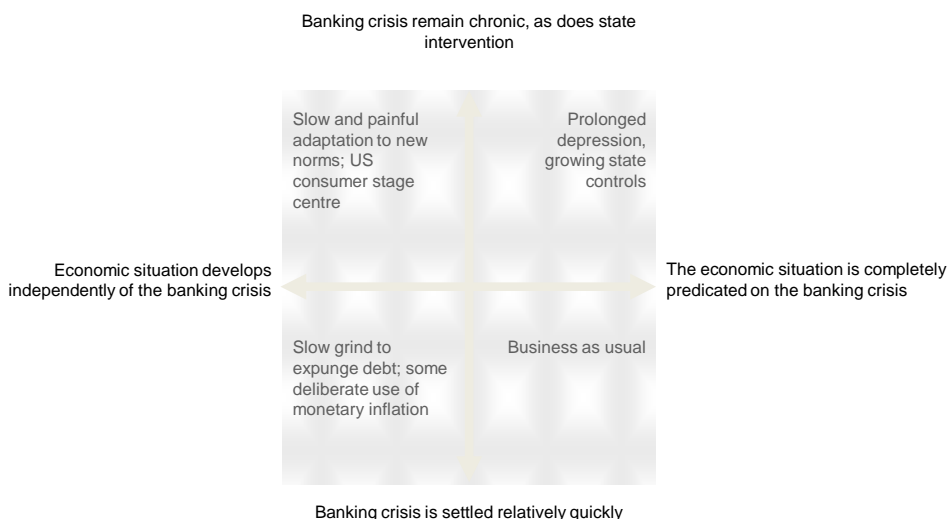 Banking crisis remain chronic, as does state
intervention
Slow and painful
adaptation to new
norms; US
consumer stage
centre
Prolonged
depression,
growing state
controls
Economic situation develops
independently of the banking crisis
The economic situation is completely
predicated on the banking crisis
Slow grind to
expunge debt; some
deliberate use of
monetary inflation
Business as usual
Banking crisis is settled relatively quickly